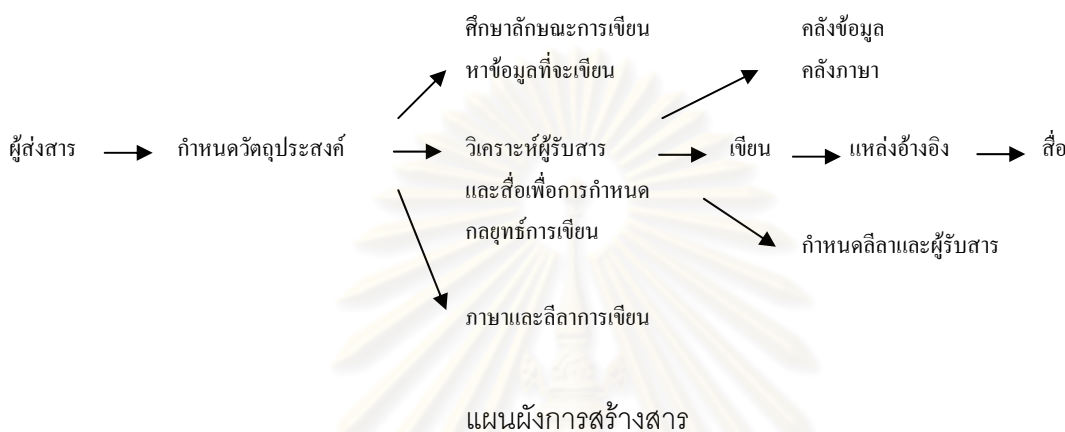 ศึกษาลักษณะการเขียน
หาข้อมูลที่จะเขียน
คลังข้อมูล
คลังภาษา
ผู้ส่งสาร
กำหนดวัตถุประสงค์
วิเคราะห์ผู้รับสาร
และสื่อเพื่อการกำหนด
กลยุทธ์การเขียน
เขียน
แหล่งอ้างอิง
สื่อ
กำหนดลีลาและผู้รับสาร
ภาษาและลีลาการเขียน
แผนผังการสร้างสาร